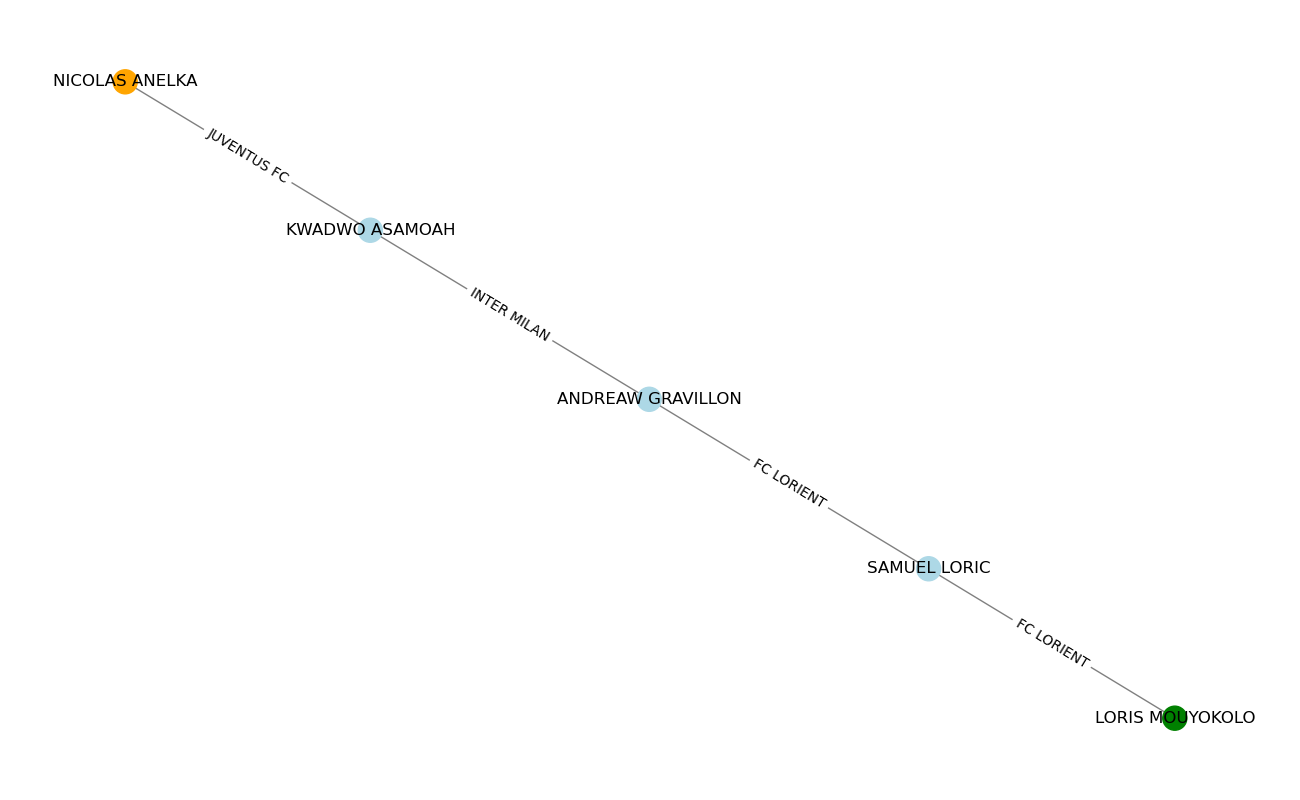 NICOLAS ANELKA
JUVENTUS FC
KWADWO ASAMOAH
INTER MILAN
ANDREAW GRAVILLON
FC LORIENT
SAMUEL LORIC
FC LORIENT
LORIS MOUYOKOLO